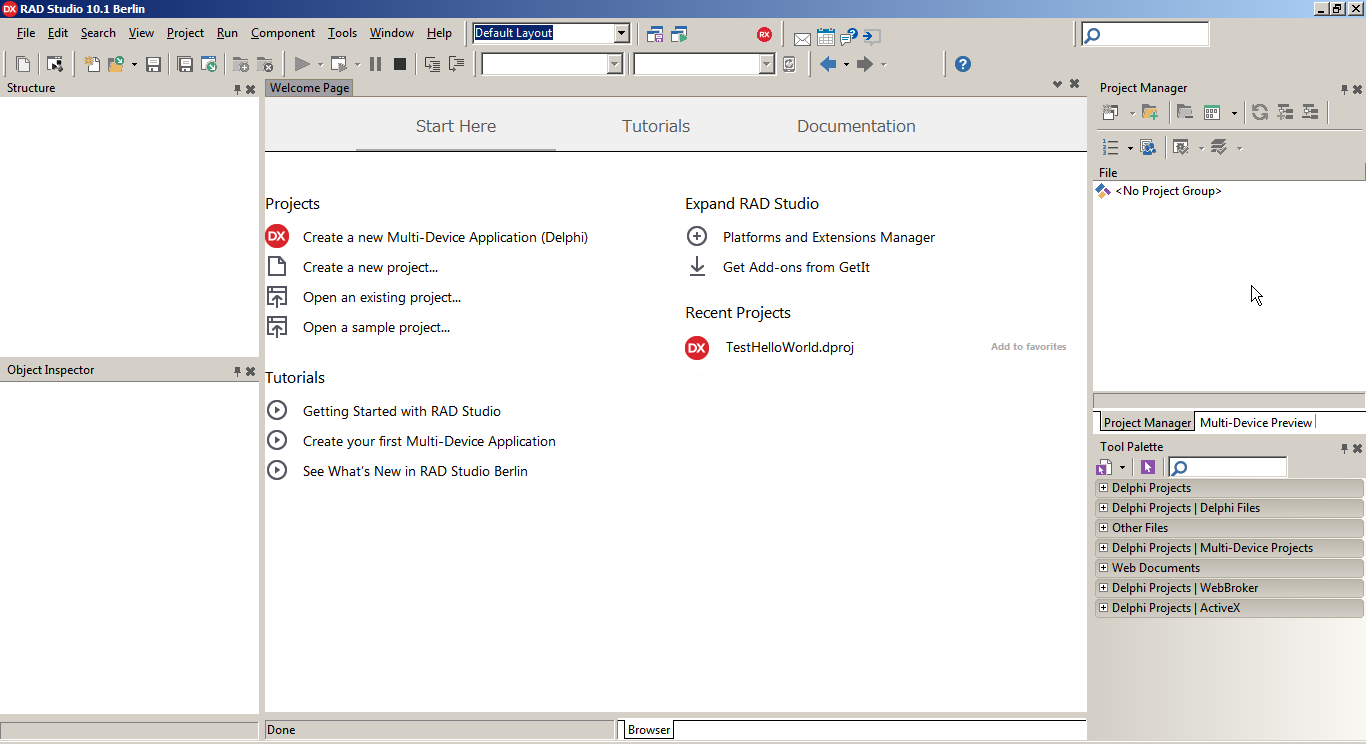 DX RAD Studio 10.1 Berlin
File Edit Search View Project Run Component Tools Window Help Default Layout RX
Structure
Welcome Page
Project Manager
Start Here Tutorials Documentation
File
<No Project Group>
Projects
DX Create a new Multi-Device Application (Delphi)
Create a new project...
Open an existing project...
Open a sample project...
Expand RAD Studio
Platforms and Extensions Manager
Get Add-ons from GetIt
Recent Projects
DX TestHelloWorld.dproj Add to favorites
Object Inspector
Tutorials
Getting Started with RAD Studio
Create your first Multi-Device Application
See What's New in RAD Studio Berlin
Project Manager Multi-Device Preview
Tool Palette
Delphi Projects
Delphi Projects | Delphi Files
Other Files
Delphi Projects | Multi-Device Projects
Web Documents
Delphi Projects | WebBroker
Delphi Projects | ActiveX
Done Browser